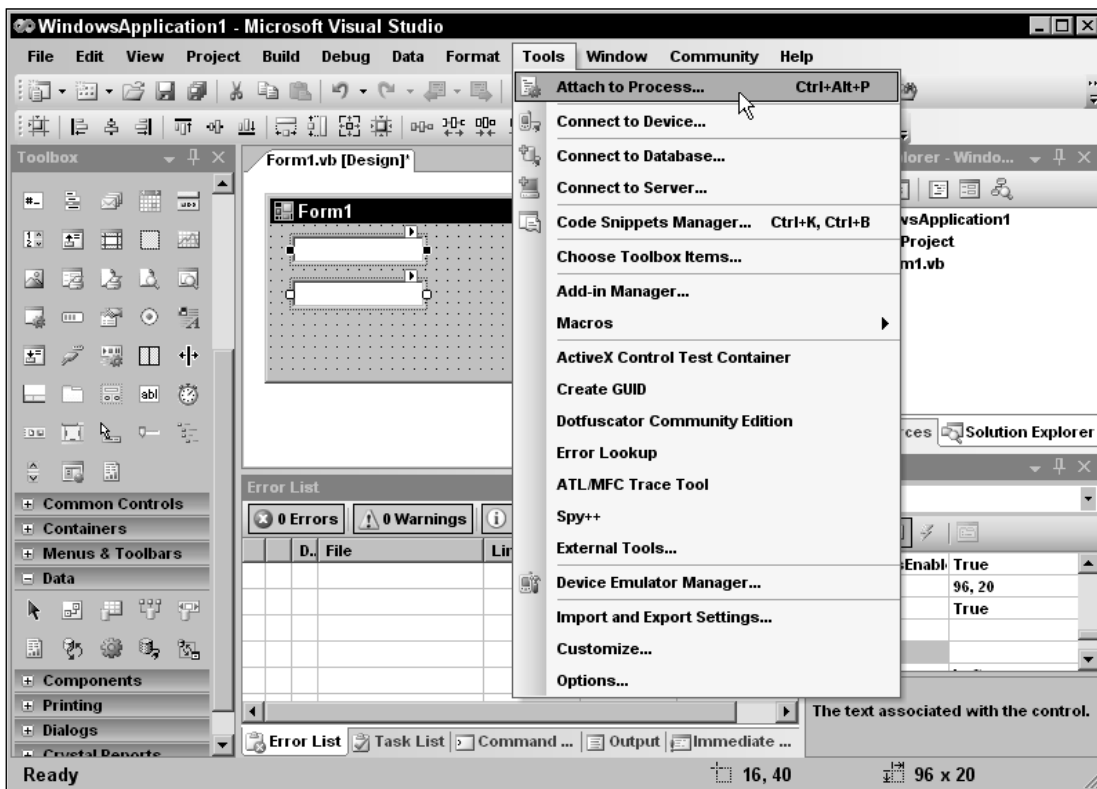 WindowsApplication1 - Microsoft Visual Studio
File Edit View Project Build Debug Data Format Tools Window Community Help
Toolbox
Form1.vb [Design]*
Form1
Attach to Process... Ctrl+Alt+P
Connect to Device...
Connect to Database...
Connect to Server...
Code Snippets Manager... Ctrl+K, Ctrl+B
Choose Toolbox Items...
Add-in Manager...
Macros
ActiveX Control Test Container
Create GUID
Dotfuscator Community Edition
Error Lookup
ATL/MFC Trace Tool
Spy++
External Tools...
Device Emulator Manager...
Import and Export Settings...
Customize...
Options...
lorer - Windo...
wsApplication1
Project
m1.vb
ces Solution Explorer
sEnabl True
96, 20
True
The text associated with the control.
abl
Common Controls
Containers
Menus & Toolbars
Data
Components
Printing
Dialogs
Crystal Reports
Error List
0 Errors 0 Warnings
D.. File Lin
Error List Task List Command ... Output Immediate ...
Ready 16, 40 96 x 20